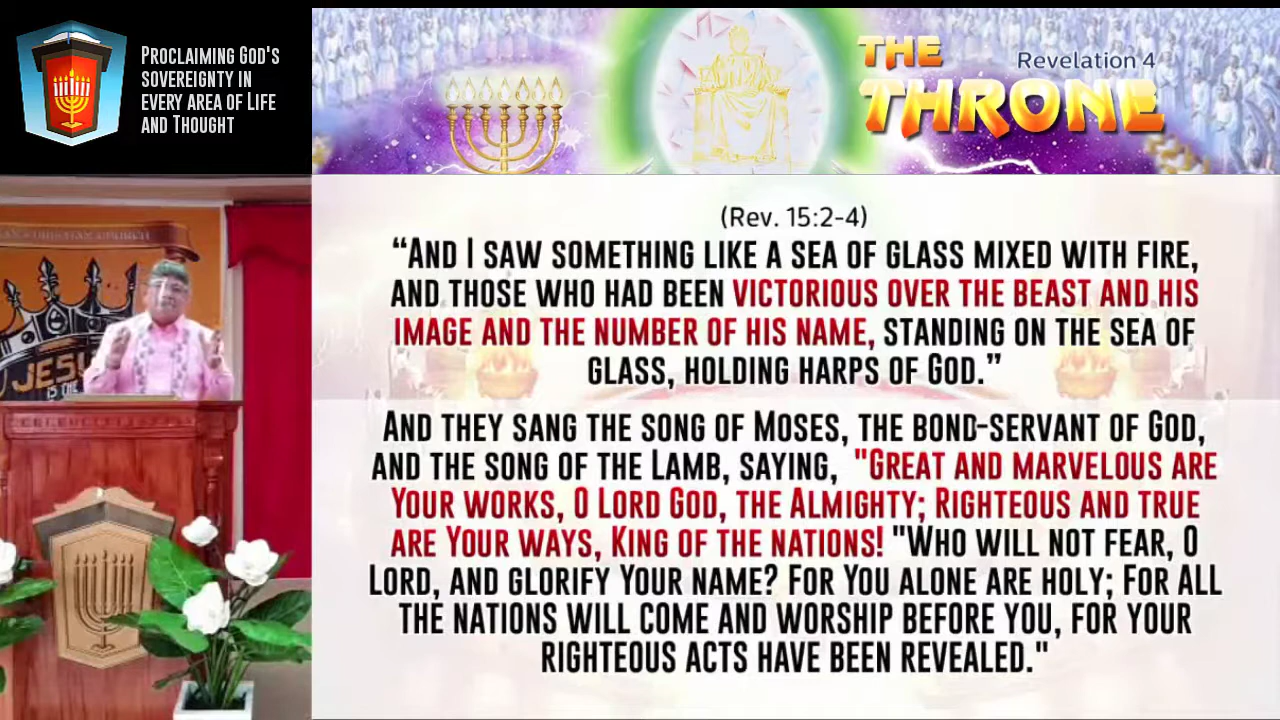 PROCLAIMING GOD'S
SOVEREIGNTY IN
EVERY AREA OF LIFE
AND THOUGHT
THE
THRONE
Revelation 4
(Rev. 15:2-4)
“AND I SAW SOMETHING LIKE A SEA OF GLASS MIXED WITH FIRE,
AND THOSE WHO HAD BEEN VICTORIOUS OVER THE BEAST AND HIS
IMAGE AND THE NUMBER OF HIS NAME, STANDING ON THE SEA OF
GLASS, HOLDING HARPS OF GOD.”
AND THEY SANG THE SONG OF MOSES, THE BOND-SERVANT OF GOD,
AND THE SONG OF THE LAMB, SAYING, "GREAT AND MARVELOUS ARE
YOUR WORKS, O LORD GOD, THE ALMIGHTY; RIGHTEOUS AND TRUE
ARE YOUR WAYS, KING OF THE NATIONS! "WHO WILL NOT FEAR, O
LORD, AND GLORIFY YOUR NAME? FOR YOU ALONE ARE HOLY; FOR ALL
THE NATIONS WILL COME AND WORSHIP BEFORE YOU, FOR YOUR
RIGHTEOUS ACTS HAVE BEEN REVEALED."
CHURCH
JESU
IS THE